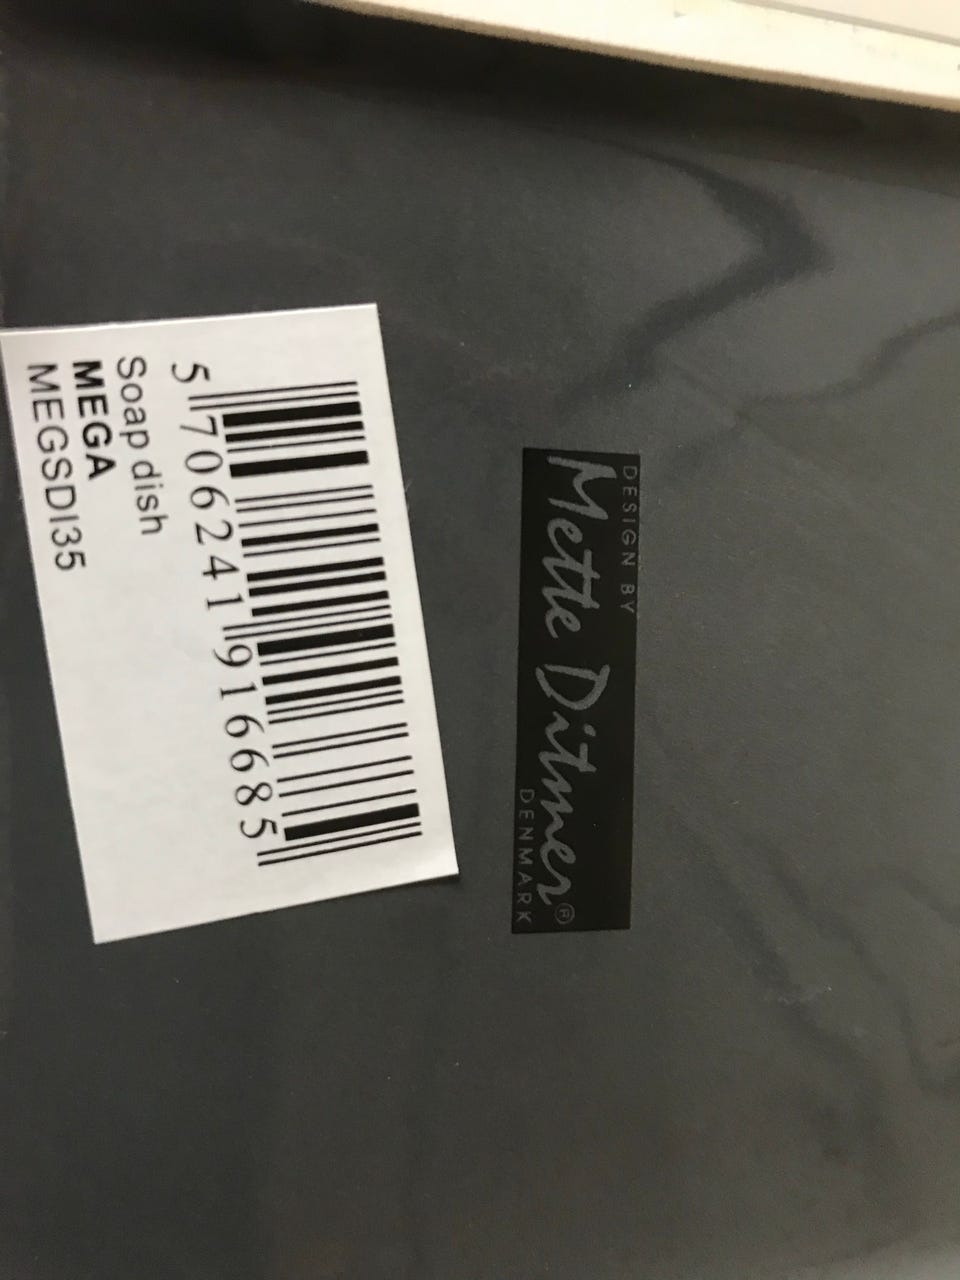 DESIGN BY
Mette Ditmer®
DENMARK
5 706241 916685
Soap dish
MEGA
MEGSDI35